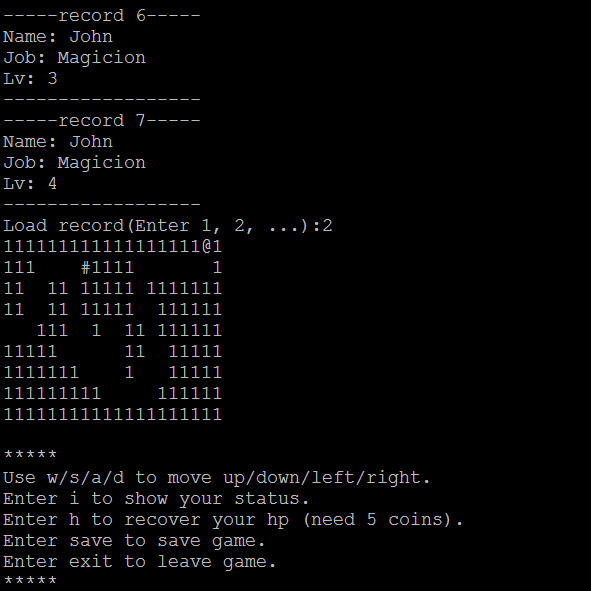 -----record 6-----
Name: John
Job: Magicion
Lv: 3
------------------
-----record 7-----
Name: John
Job: Magicion
Lv: 4
------------------
Load record(Enter 1, 2, ...):2
111111111111111111@1
111    #1111       1
11  11 11111 1111111
11  11 11111  111111
   111  1  11 111111
11111      11  11111
1111111    1   11111
111111111     111111
11111111111111111111
*****
Use w/s/a/d to move up/down/left/right.
Enter i to show your status.
Enter h to recover your hp (need 5 coins).
Enter save to save game.
Enter exit to leave game.
*****